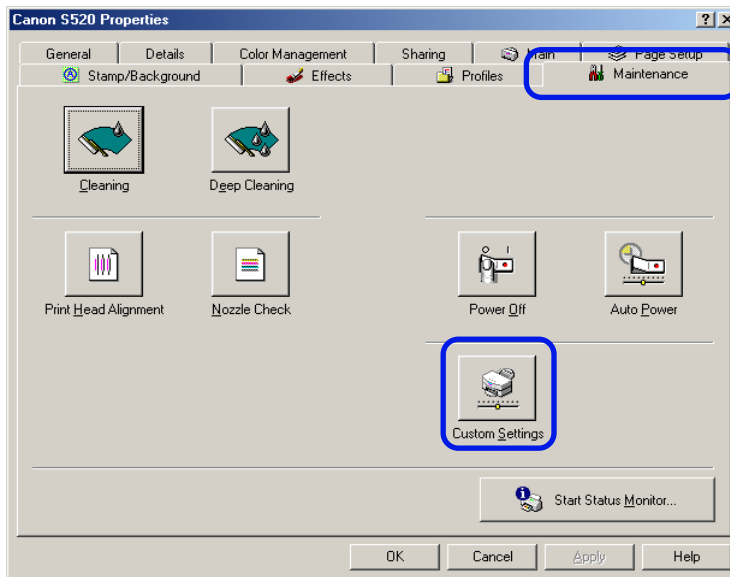 Canon S520 Properties
General Details Color Management Sharing Main Page Setup
Stamp/Background Effects Profiles Maintenance
Cleaning Deep Cleaning
Print Head Alignment Nozzle Check Power Off Auto Power
Custom Settings
Start Status Monitor...
OK Cancel Apply Help